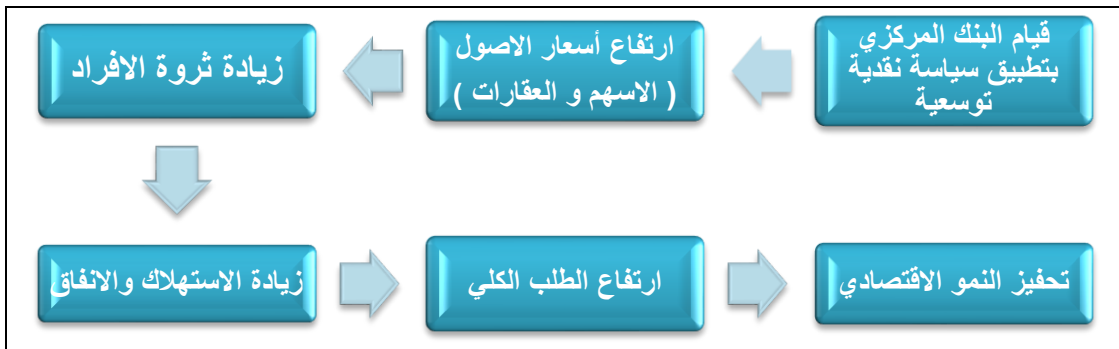 قيام البنك المركزي
بتطبيق سياسة نقدية
توسعية
ارتفاع أسعار الاصول
( الاسهم و العقارات )
زيادة ثروة الافراد
زيادة الاستهلاك والانفاق
ارتفاع الطلب الكلي
تحفيز النمو الاقتصادي